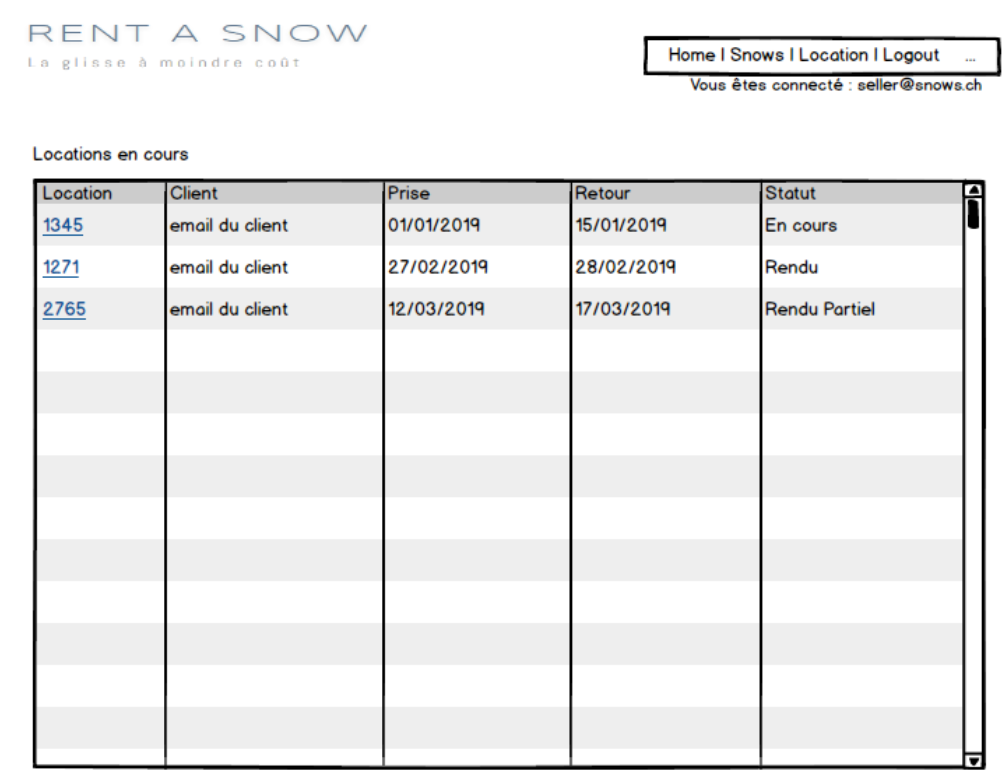 RENT A SNOW
La glisse à moindre coût
Home | Snows | Location | Logout ...
Vous êtes connecté : seller@snows.ch
Locations en cours
Location Client Prise Retour Statut
1345 email du client 01/01/2019 15/01/2019 En cours
1271 email du client 27/02/2019 28/02/2019 Rendu
2765 email du client 12/03/2019 17/03/2019 Rendu Partiel